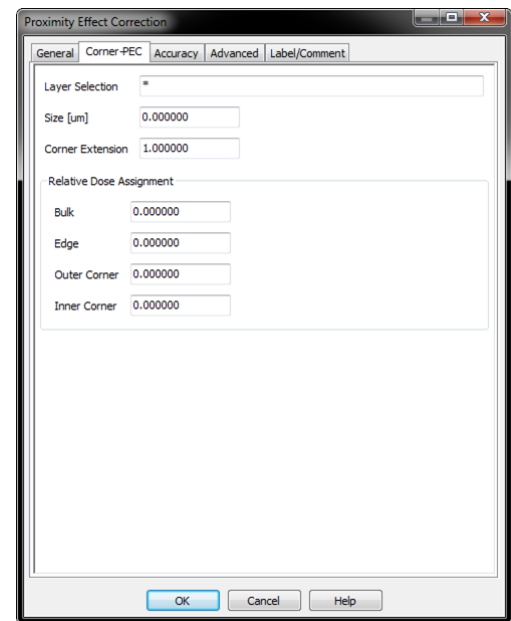 Proximity Effect Correction
General Corner-PEC Accuracy Advanced Label/Comment
Layer Selection *
Size [um] 0.000000
Corner Extension 1.000000
Relative Dose Assignment
Bulk 0.000000
Edge 0.000000
Outer Corner 0.000000
Inner Corner 0.000000
OK Cancel Help